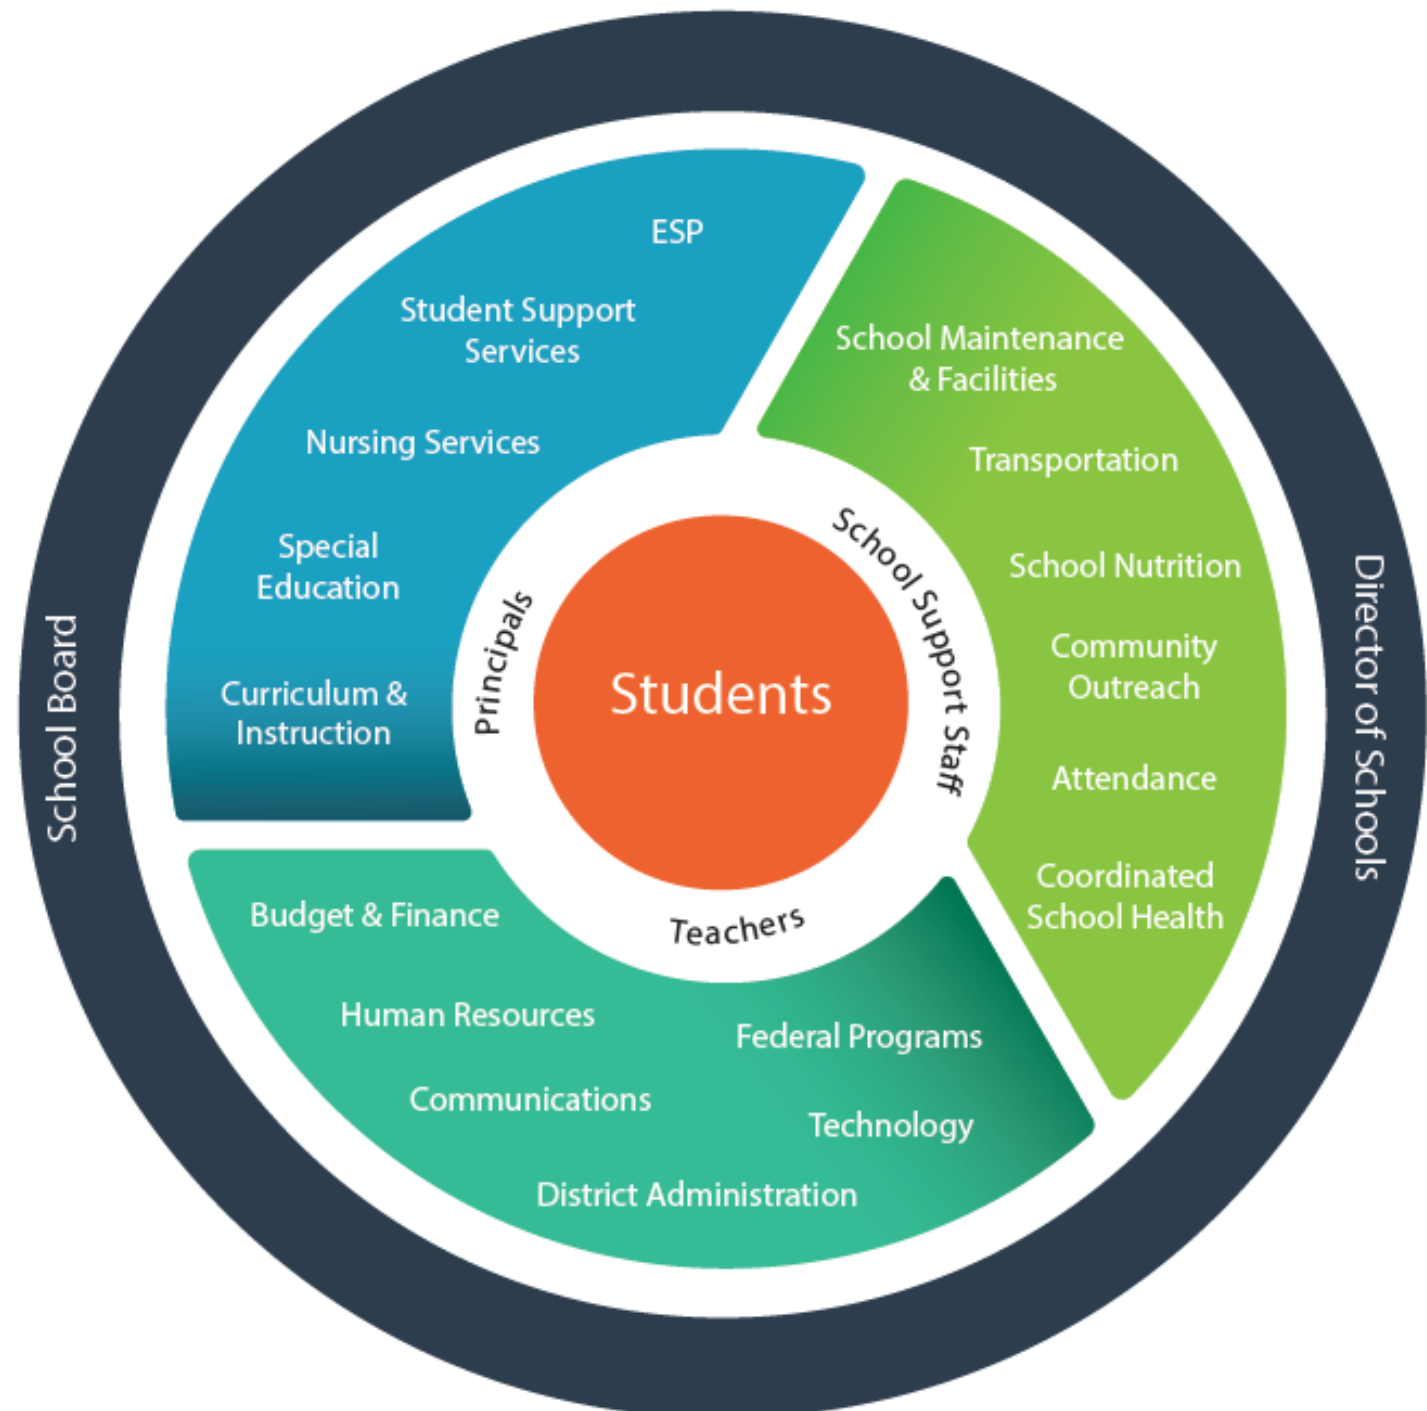 ESP
Student Support
Services
Nursing Services
Special
Education
Curriculum &
Instruction
School Maintenance
& Facilities
Transportation
School Nutrition
Community
Outreach
Attendance
Coordinated
School Health
Budget & Finance
Human Resources
Communications
District Administration
Federal Programs
Technology
Principals
School Support Staff
Teachers
Students
School Board
Director of Schools